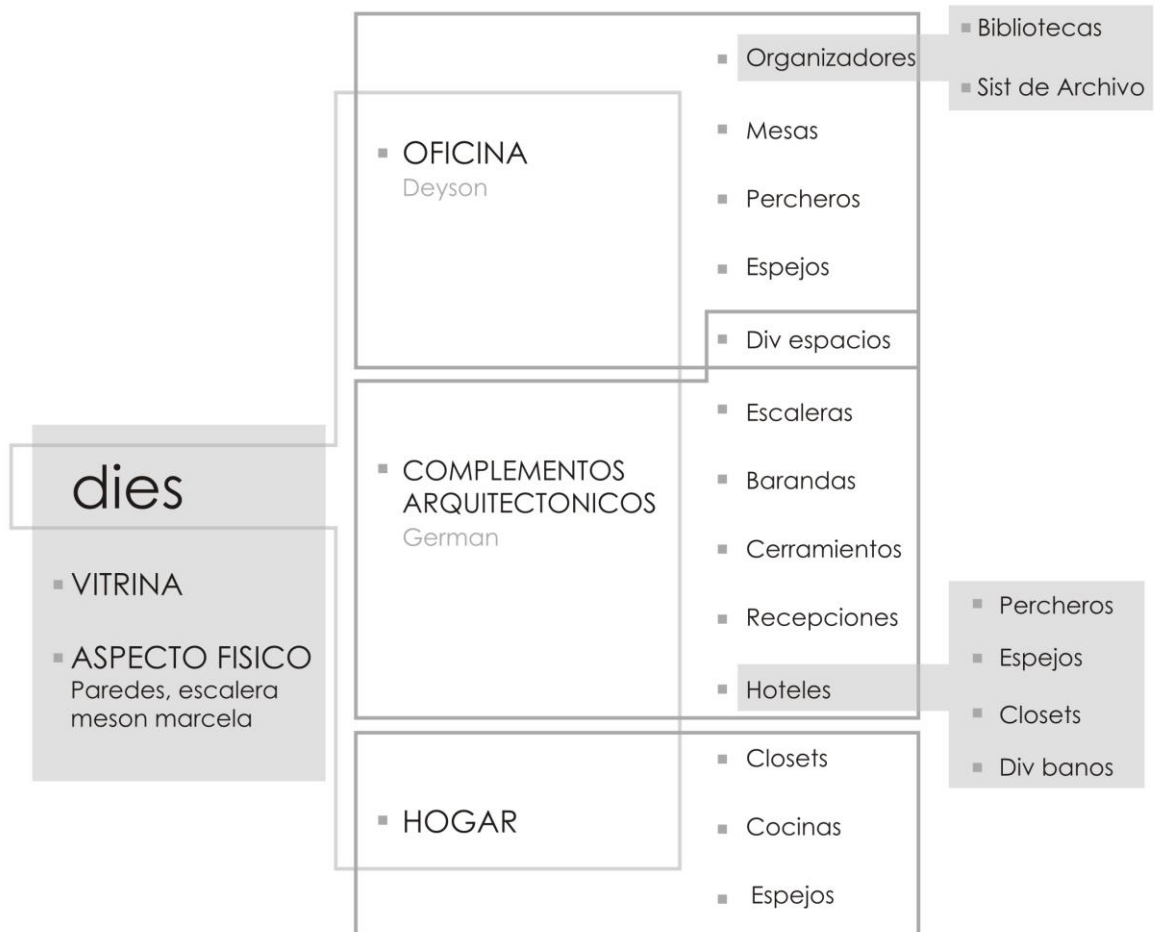 dies
VITRINA
ASPECTO FISICO
Paredes, escalera
meson marcela
OFICINA
Deyson
Organizadores
Bibliotecas
Sist de Archivo
Mesas
Percheros
Espejos
Div espacios
COMPLEMENTOS
ARQUITECTONICOS
German
Escaleras
Barandas
Cerramientos
Recepciones
Hoteles
Percheros
Espejos
Closets
Div banos
HOGAR
Closets
Cocinas
Espejos